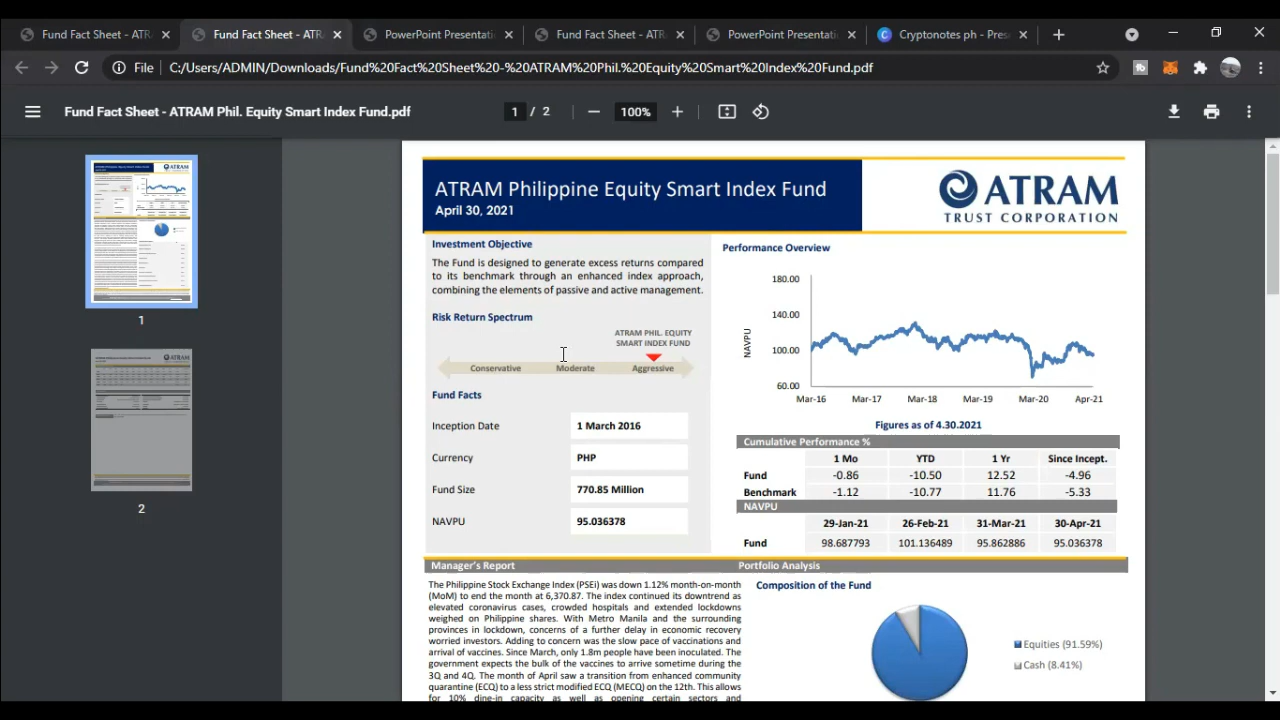 Fund Fact Sheet - ATR
Fund Fact Sheet - ATR
PowerPoint Presentati
Fund Fact Sheet - ATR
PowerPoint Presentati
Cryptonotes ph - Pres
File C:/Users/ADMIN/Downloads/Fund%20Fact%20Sheet%20-%20ATRAM%20Phil.%20Equity%20Smart%20Index%20Fund.pdf
Fund Fact Sheet - ATRAM Phil. Equity Smart Index Fund.pdf
1 / 2
100%
1
2
ATRAM Philippine Equity Smart Index Fund
April 30, 2021
ATRAM
TRUST CORPORATION
Investment Objective
The Fund is designed to generate excess returns compared
to its benchmark through an enhanced index approach,
combining the elements of passive and active management.
Risk Return Spectrum
ATRAM PHIL. EQUITY
SMART INDEX FUND
Conservative Moderate Aggressive
Fund Facts
Inception Date 1 March 2016
Currency PHP
Fund Size 770.85 Million
NAVPU 95.036378
Performance Overview
NAVPU
180.00
140.00
100.00
60.00
Mar-16 Mar-17 Mar-18 Mar-19 Mar-20 Apr-21
Figures as of 4.30.2021
Cumulative Performance %
1 Mo YTD 1 Yr Since Incept.
Fund -0.86 -10.50 12.52 -4.96
Benchmark -1.12 -10.77 11.76 -5.33
NAVPU
29-Jan-21 26-Feb-21 31-Mar-21 30-Apr-21
Fund 98.687793 101.136489 95.862886 95.036378
Manager's Report
The Philippine Stock Exchange Index (PSEi) was down 1.12% month-on-month
(MoM) to end the month at 6,370.87. The index continued its downtrend as
elevated coronavirus cases, crowded hospitals and extended lockdowns
weighed on Philippine shares. With Metro Manila and the surrounding
provinces in lockdown, concerns of a further delay in economic recovery
worried investors. Adding to concern was the slow pace of vaccinations and
arrival of vaccines. Since March, only 1.8m people have been inoculated. The
government expects the bulk of the vaccines to arrive sometime during the
3Q and 4Q. The month of April saw a transition from enhanced community
quarantine (ECQ) to a less strict modified ECQ (MECQ) on the 12th. This allows
for 10% dine-in capacity as well as opening certain sectors and
Portfolio Analysis
Composition of the Fund
Equities (91.59%)
Cash (8.41%)